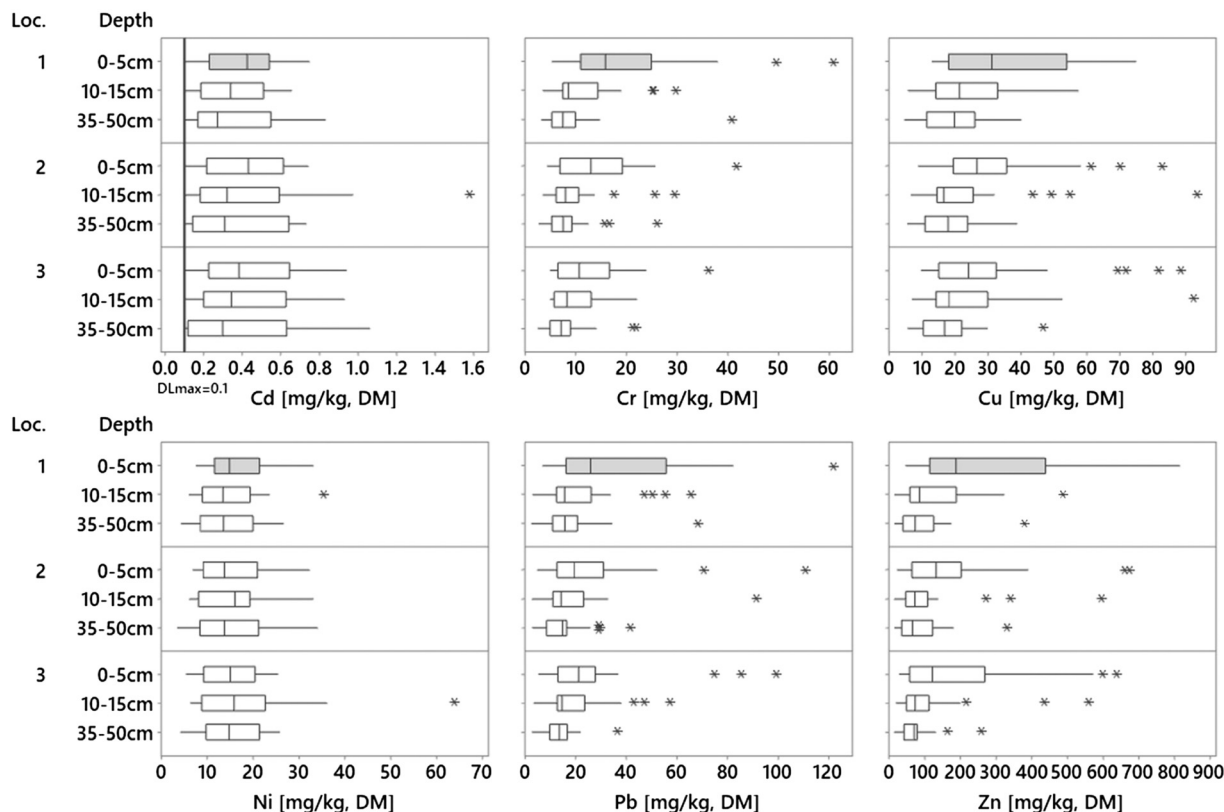 Loc. Depth
1 0-5cm
10-15cm
35-50cm
2 0-5cm
10-15cm
35-50cm
3 0-5cm
10-15cm
35-50cm
0.0 0.2 0.4 0.6 0.8 1.0 1.2 1.4 1.6 0 10 20 30 40 50 60 0 10 20 30 40 50 60 70 80 90
DLmax=0.1
Cd [mg/kg, DM] Cr [mg/kg, DM] Cu [mg/kg, DM]
Loc. Depth
1 0-5cm
10-15cm
35-50cm
2 0-5cm
10-15cm
35-50cm
3 0-5cm
10-15cm
35-50cm
0 10 20 30 40 50 60 70 0 20 40 60 80 100 120 0 100 200 300 400 500 600 700 800 900
Ni [mg/kg, DM] Pb [mg/kg, DM] Zn [mg/kg, DM]